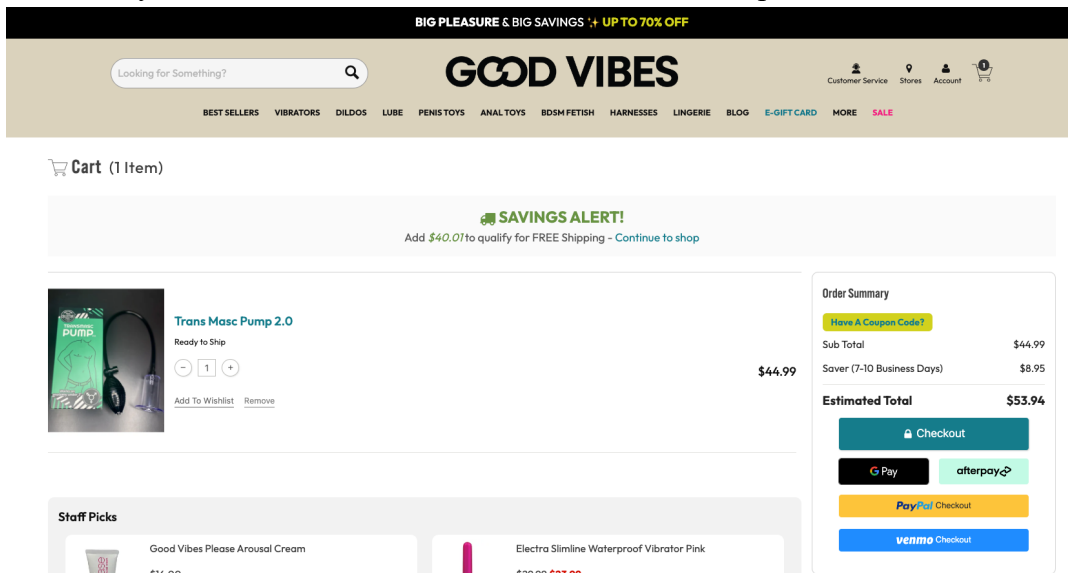 BIG PLEASURE & BIG SAVINGS ✨ UP TO 70% OFF
Looking for Something?
GOOD VIBES
Customer Service Stores Account 1
BEST SELLERS VIBRATORS DILDOS LUBE PENIS TOYS ANAL TOYS BDSM FETISH HARNESSES LINGERIE BLOG E-GIFT CARD MORE SALE
Cart (1 Item)
SAVINGS ALERT!
Add $40.01 to qualify for FREE Shipping - Continue to shop
TRANSMASC
PUMP
Trans Masc Pump 2.0
Ready to Ship
- 1 +
$44.99
Add To Wishlist Remove
Order Summary
Have A Coupon Code?
Sub Total $44.99
Saver (7-10 Business Days) $8.95
Estimated Total $53.94
Checkout
G Pay afterpay
PayPal Checkout
venmo Checkout
Staff Picks
Good Vibes Please Arousal Cream
Electra Slimline Waterproof Vibrator Pink